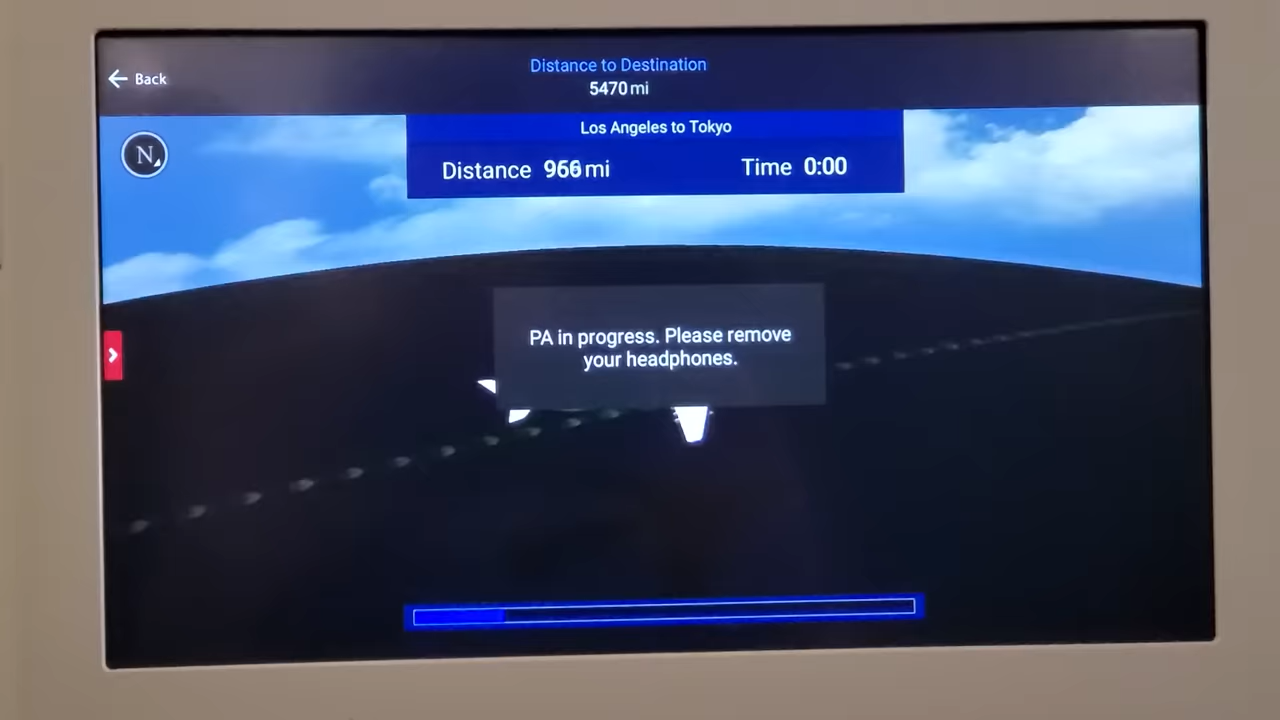 Distance to Destination
← Back
5470 mi
Los Angeles to Tokyo
N
Distance 966 mi Time 0:00
PA in progress. Please remove
your headphones.